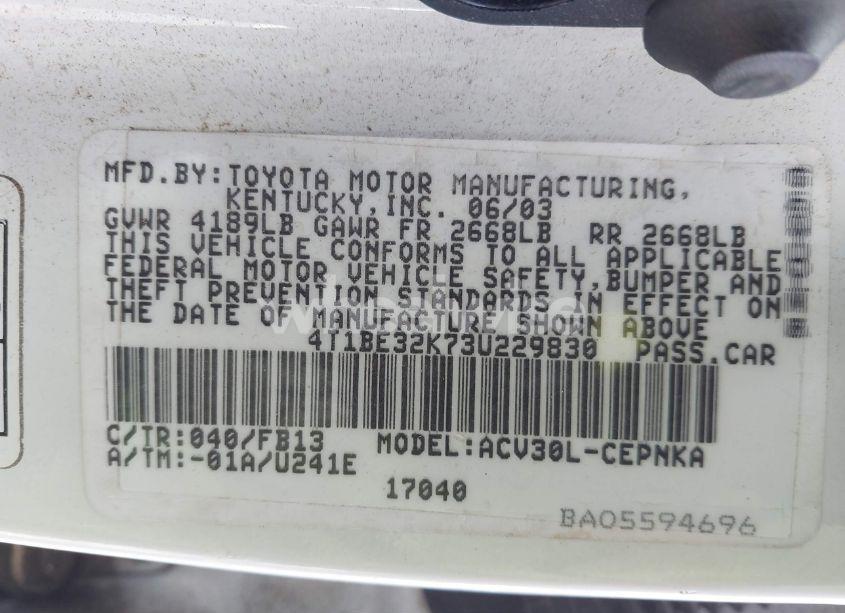 MFD.BY:TOYOTA MOTOR MANUFACTURING,
KENTUCKY,INC. 06/03
GVWR 4189LB GAWR FR 2668LB RR 2668LB
THIS VEHICLE CONFORMS TO ALL APPLICABLE
FEDERAL MOTOR VEHICLE SAFETY,BUMPER AND
THEFT PREVENTION STANDARDS IN EFFECT ON
THE DATE OF MANUFACTURE SHOWN ABOVE
4T1BE32K73U229830 PASS.CAR
C/TR:040/FB13 MODEL:ACV30L-CEPNKA
A/TM:-01A/U241E
17040
BA05594696